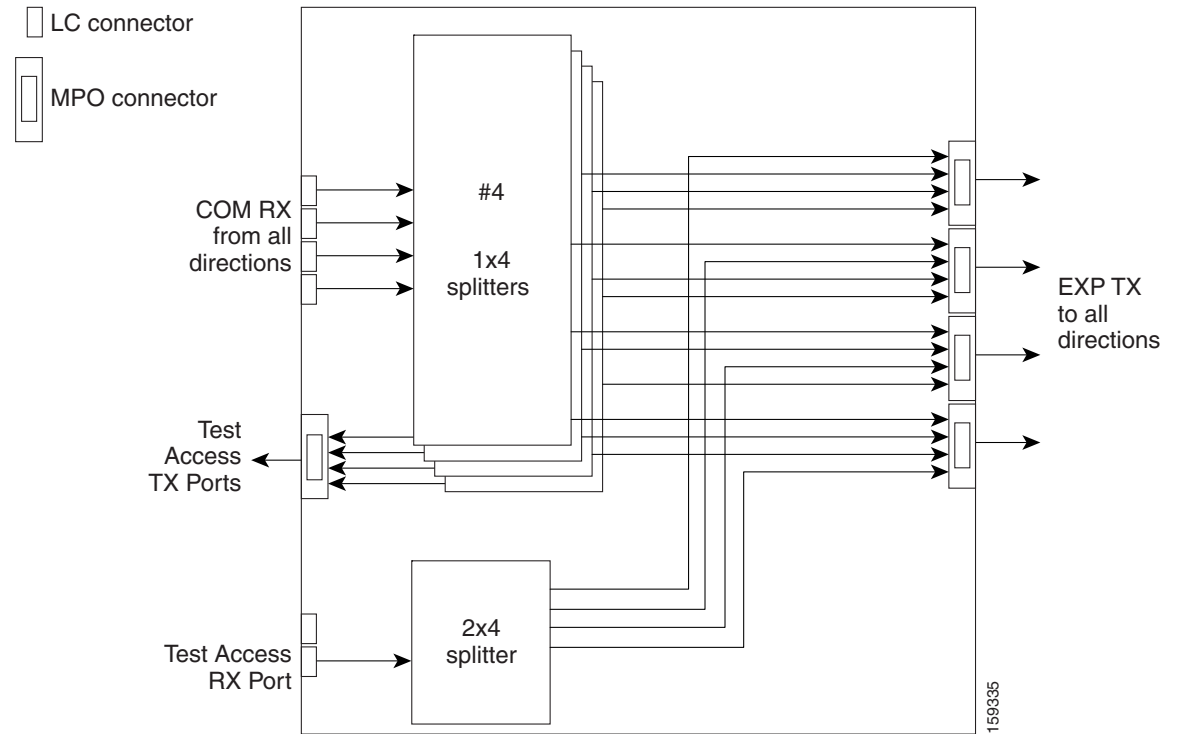 LC connector
MPO connector
COM RX
from all
directions
#4
1x4
splitters
EXP TX
to all
directions
Test
Access
TX Ports
2x4
splitter
Test Access
RX Port
159335